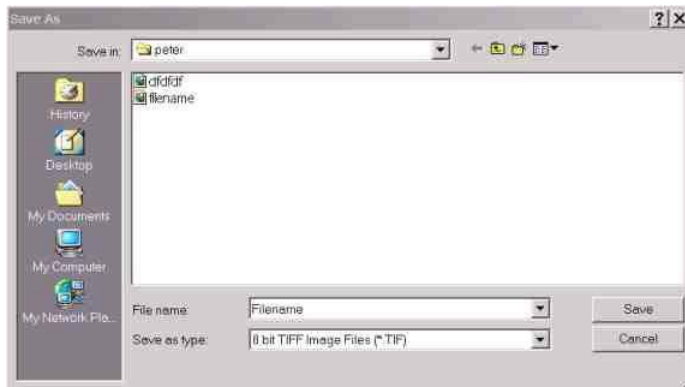 Save As
Save in: peter
dfdfdf
filename
History
Desktop
My Documents
My Computer
My Network Pla...
File name: Filename
Save as type: 8 bit TIFF Image Files (*.TIF)
Save
Cancel